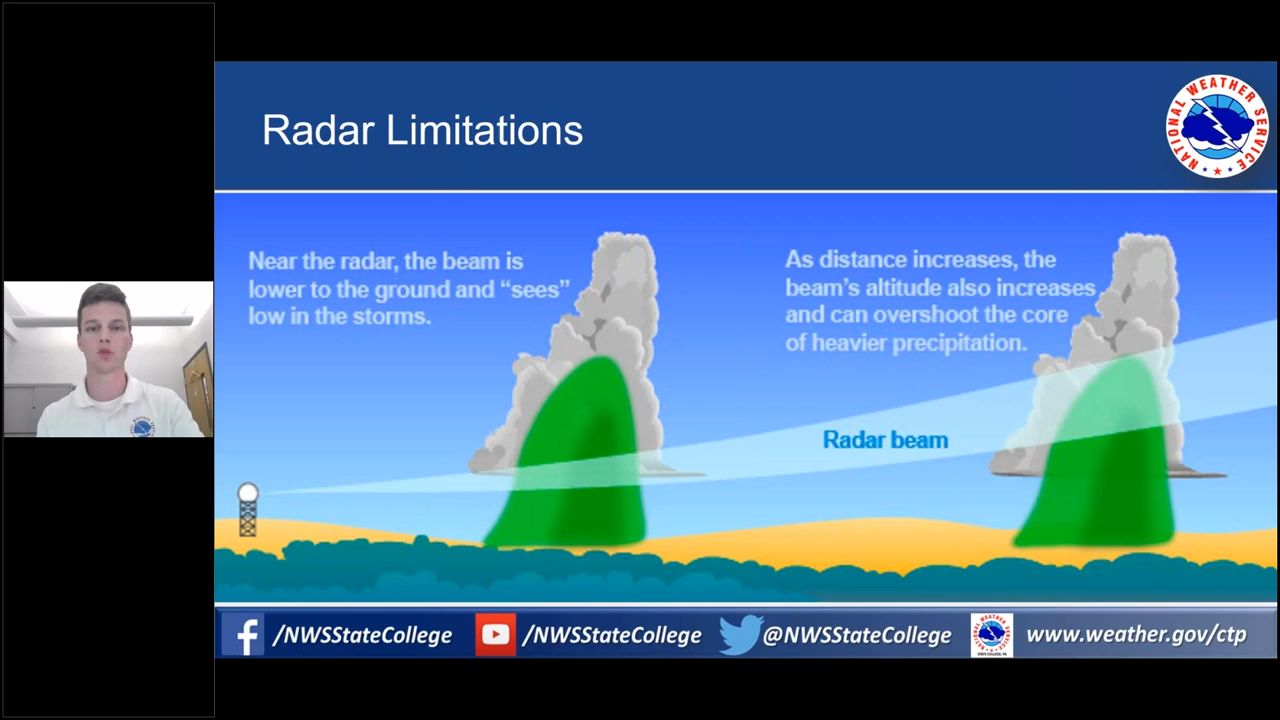 Radar Limitations
NATIONAL WEATHER SERVICE
Near the radar, the beam is
lower to the ground and “sees”
low in the storms.
As distance increases, the
beam’s altitude also increases
and can overshoot the core
of heavier precipitation.
Radar beam
/NWSStateCollege
/NWSStateCollege
@NWSStateCollege
www.weather.gov/ctp